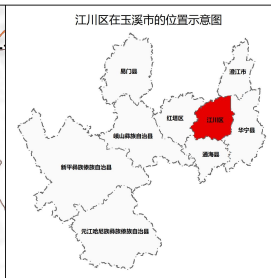 江川区在玉溪市的位置示意图
易门县
澄江市
红塔区
江川区
华宁县
峨山彝族自治县
通海县
新平彝族傣族自治县
元江哈尼族彝族傣族自治县